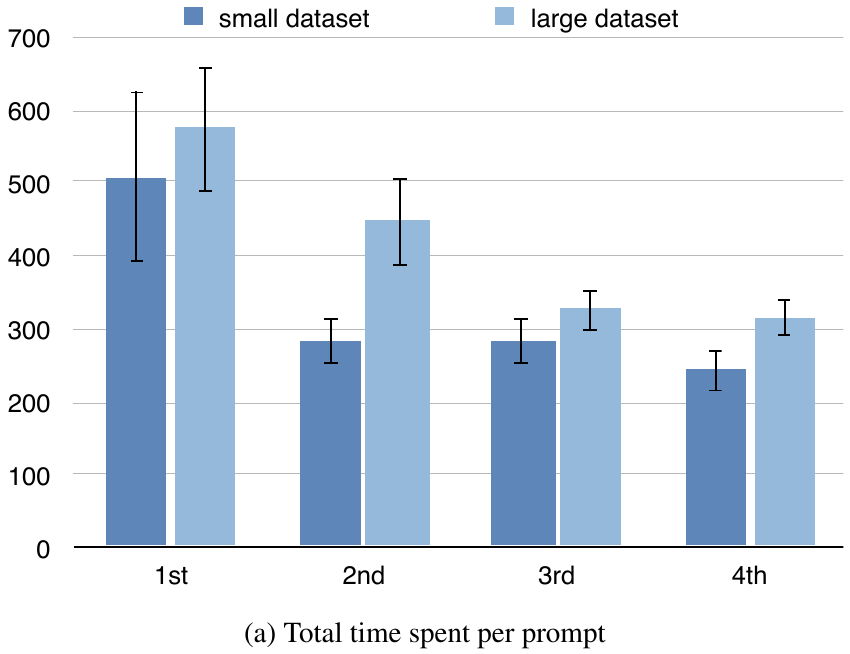 small dataset large dataset
700
600
500
400
300
200
100
0
1st 2nd 3rd 4th
(a) Total time spent per prompt